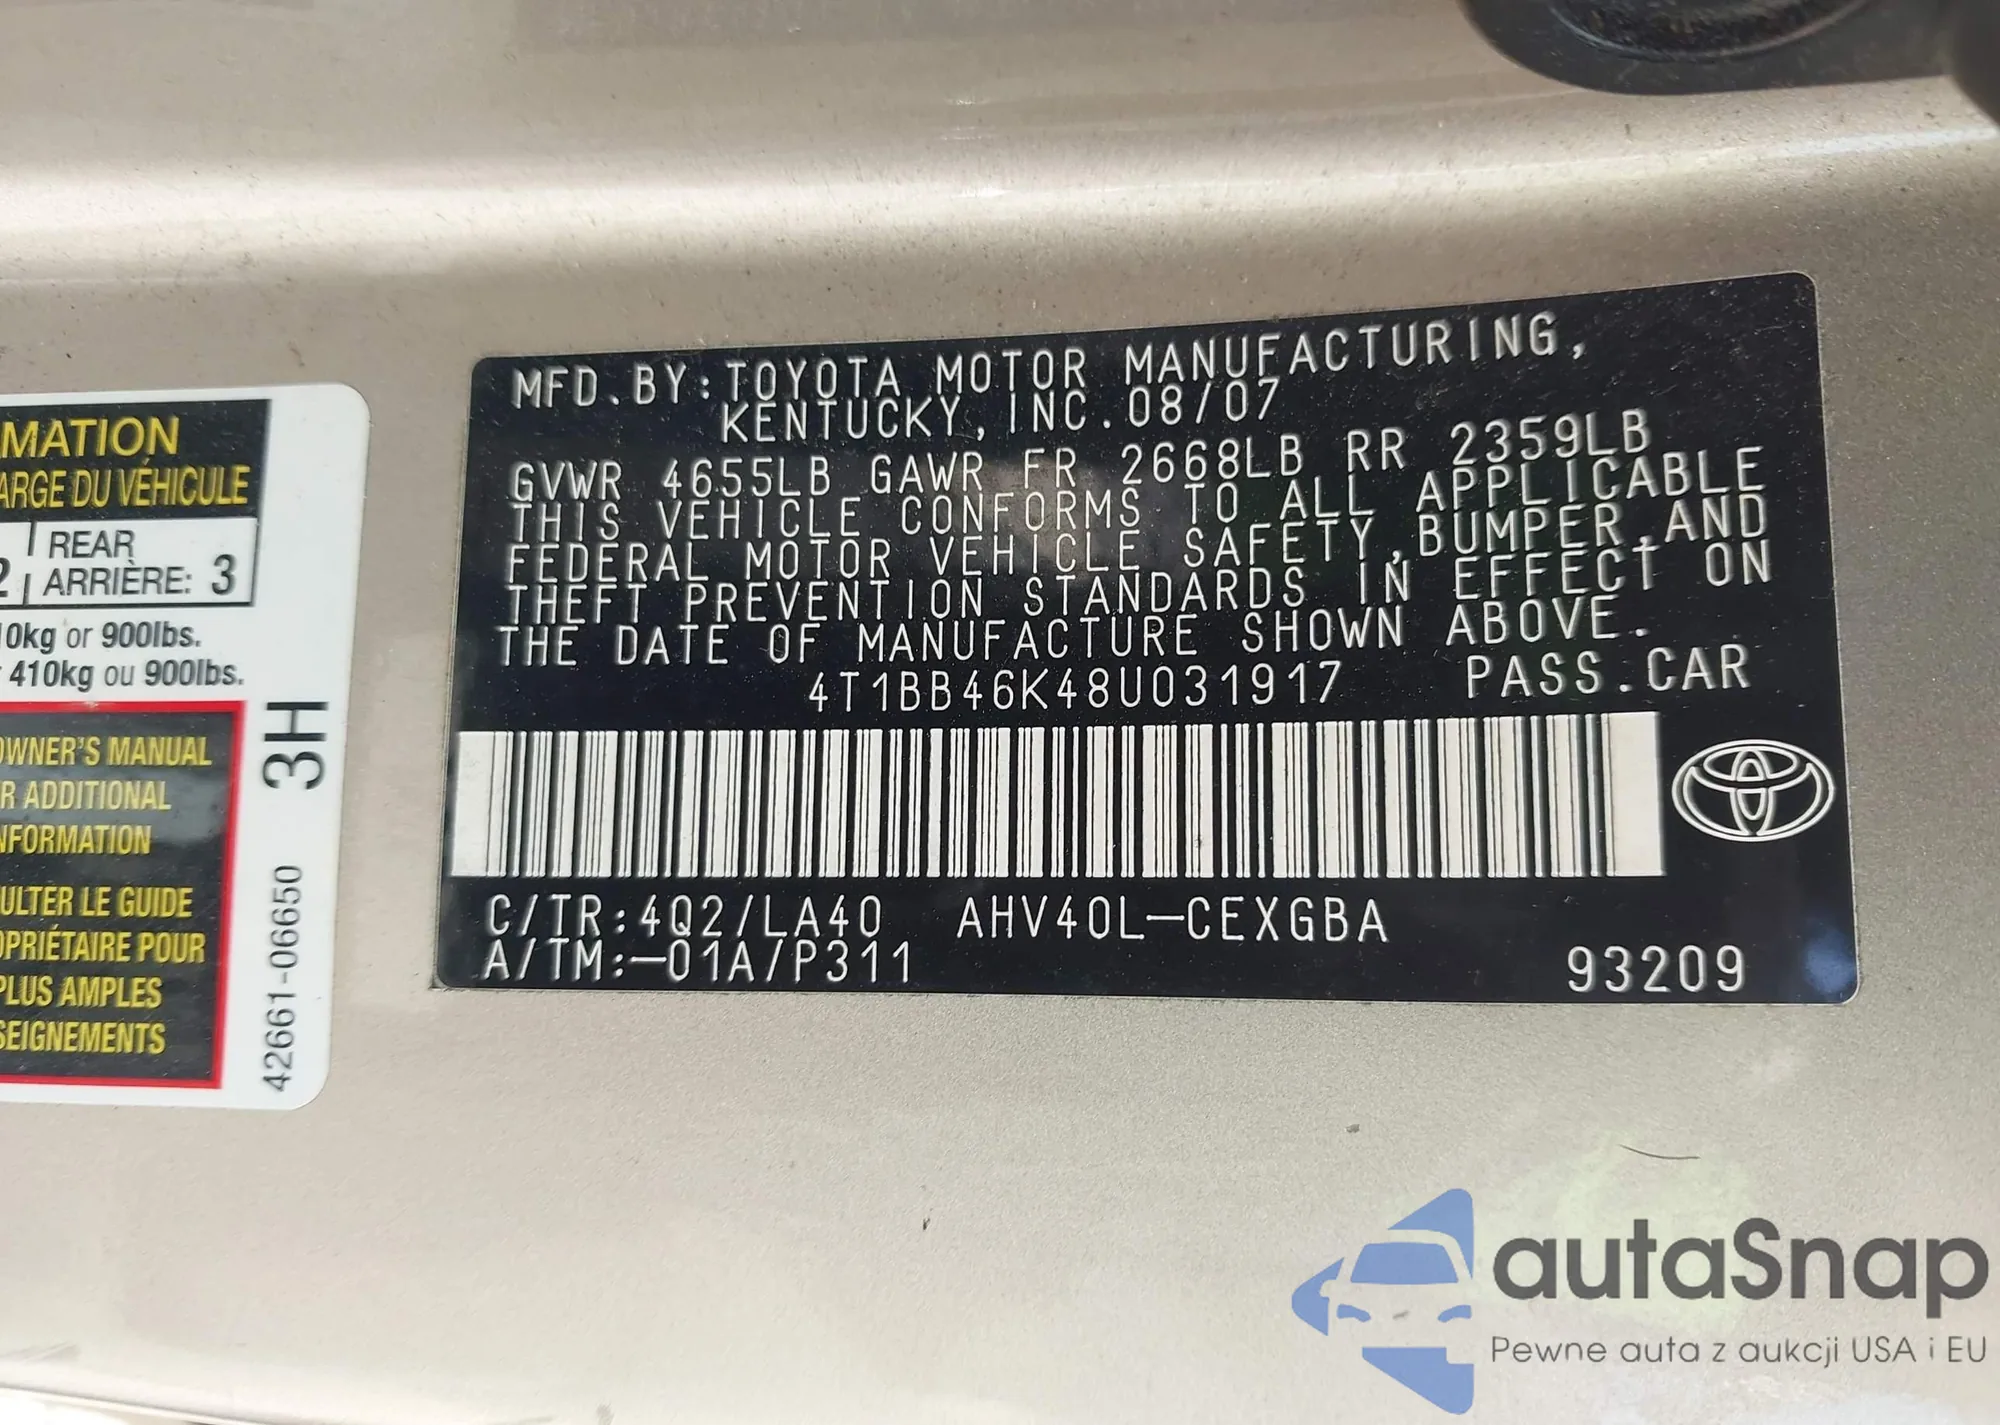 MATION
ARGE DU VÉHICULE
2
REAR
ARRIÈRE: 3
10kg or 900lbs.
410kg ou 900lbs.
OWNER'S MANUAL
R ADDITIONAL
NFORMATION
ULTER LE GUIDE
OPRIÉTAIRE POUR
PLUS AMPLES
SEIGNEMENTS
3H
42661-06650
MFD.BY:TOYOTA MOTOR MANUFACTURING,
KENTUCKY,INC.08/07
GVWR 4655LB GAWR FR 2668LB RR 2359LB
THIS VEHICLE CONFORMS TO ALL APPLICABLE
FEDERAL MOTOR VEHICLE SAFETY,BUMPER,AND
THEFT PREVENTION STANDARDS IN EFFECT ON
THE DATE OF MANUFACTURE SHOWN ABOVE.
4T1BB46K48U031917 PASS.CAR
C/TR:4Q2/LA40 AHV40L-CEXGBA
A/TM:-01A/P311
93209
autaSnap
Pewne auta z aukcji USA i EU